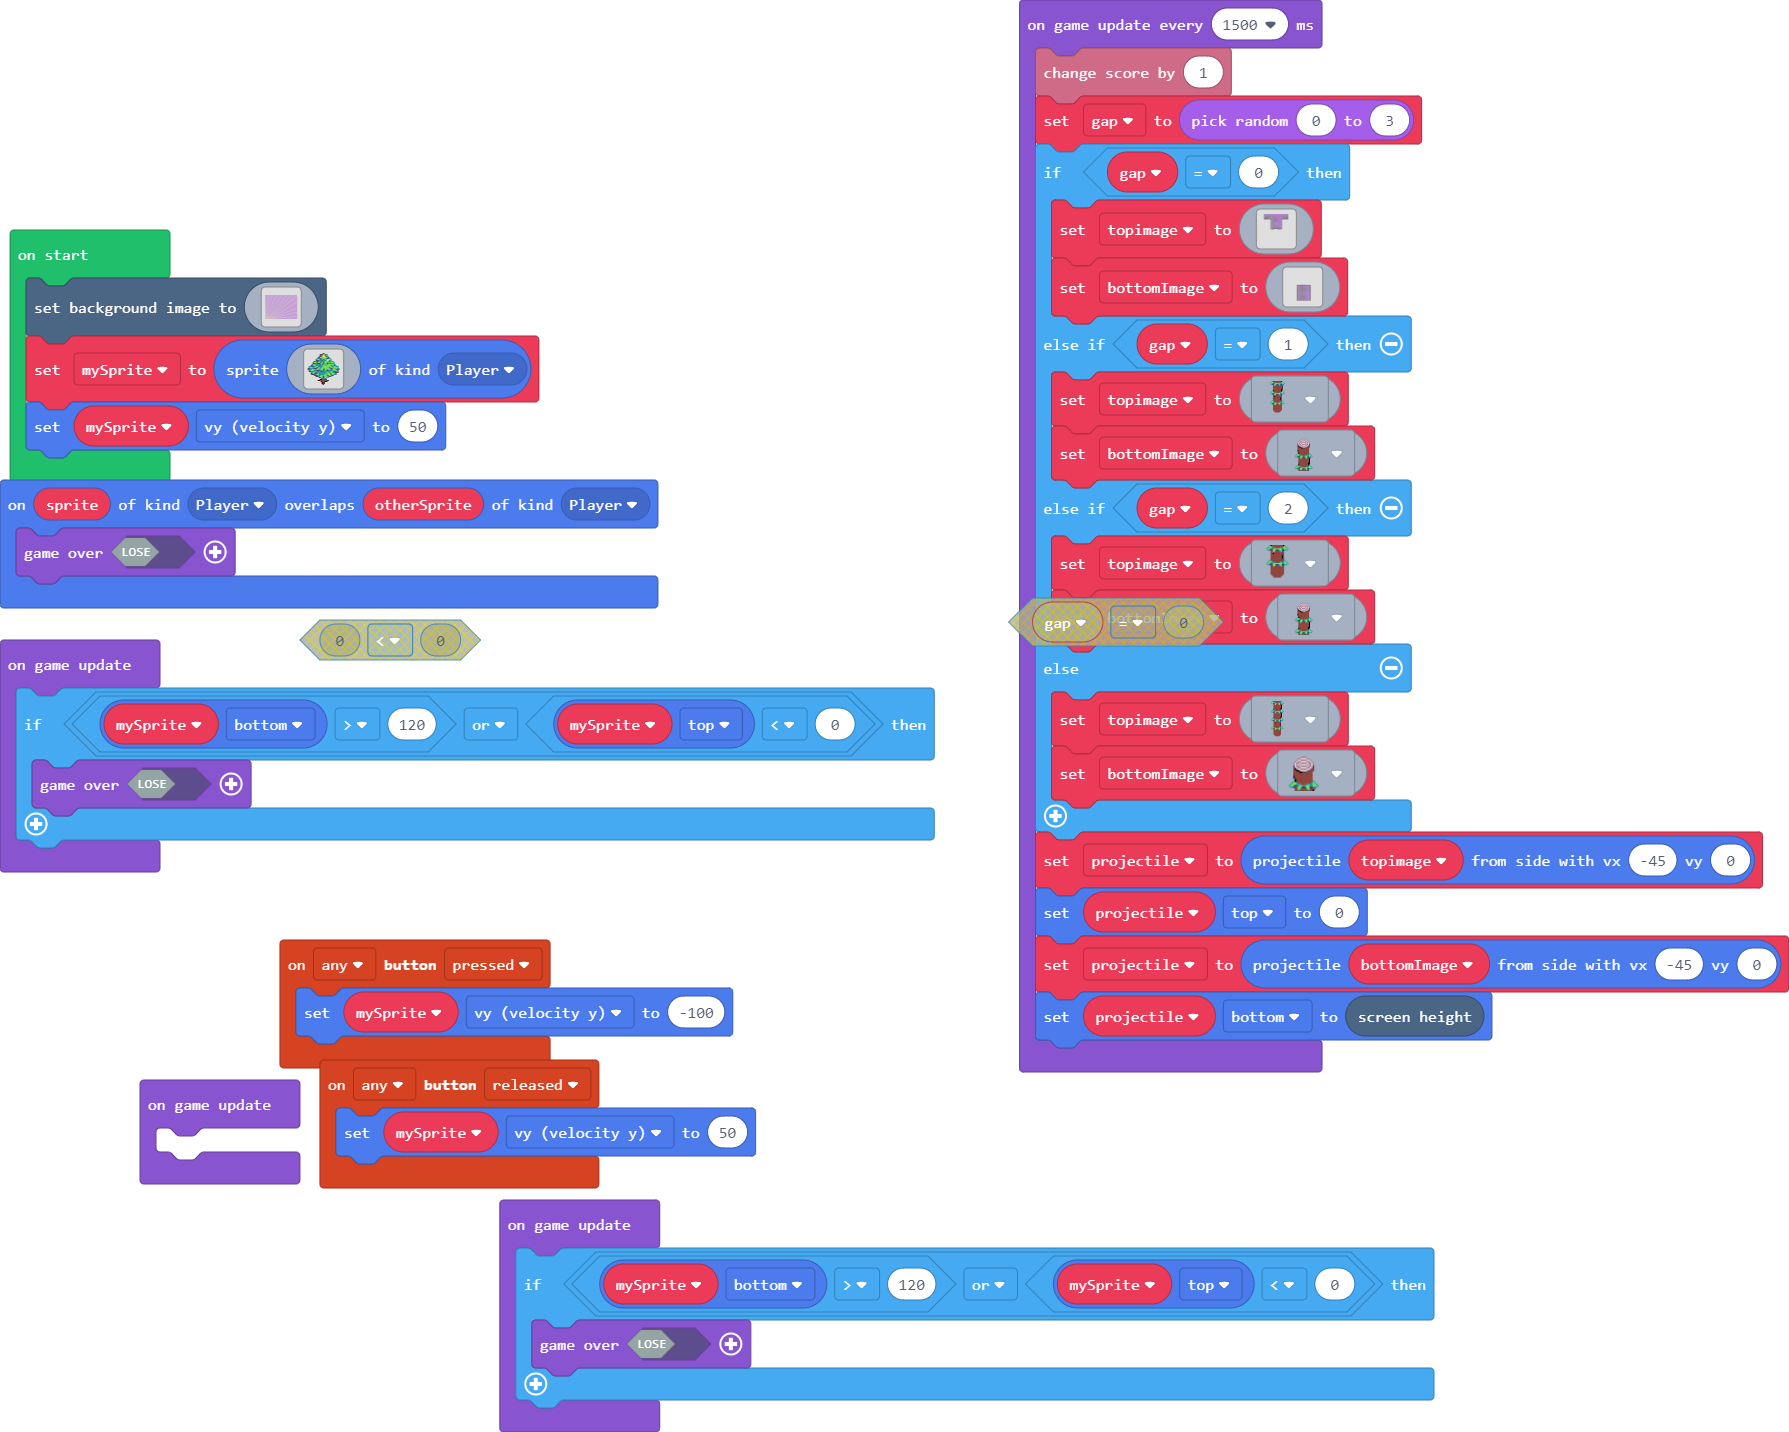 on start
set background image to
set mySprite to sprite of kind Player
set mySprite vy (velocity y) to 50
on sprite of kind Player overlaps otherSprite of kind Player
game over LOSE
0 < 0
on game update
if mySprite bottom > 120 or mySprite top < 0 then
game over LOSE
on any button pressed
set mySprite vy (velocity y) to -100
on any button released
set mySprite vy (velocity y) to 50
on game update
on game update
if mySprite bottom > 120 or mySprite top < 0 then
game over LOSE
on game update every 1500 ms
change score by 1
set gap to pick random 0 to 3
if gap = 0 then
set topimage to
set bottomImage to
else if gap = 1 then
set topimage to
set bottomImage to
else if gap = 2 then
set topimage to
gap = 0
else
set topimage to
set bottomImage to
set projectile to projectile topimage from side with vx -45 vy 0
set projectile top to 0
set projectile to projectile bottomImage from side with vx -45 vy 0
set projectile bottom to screen height